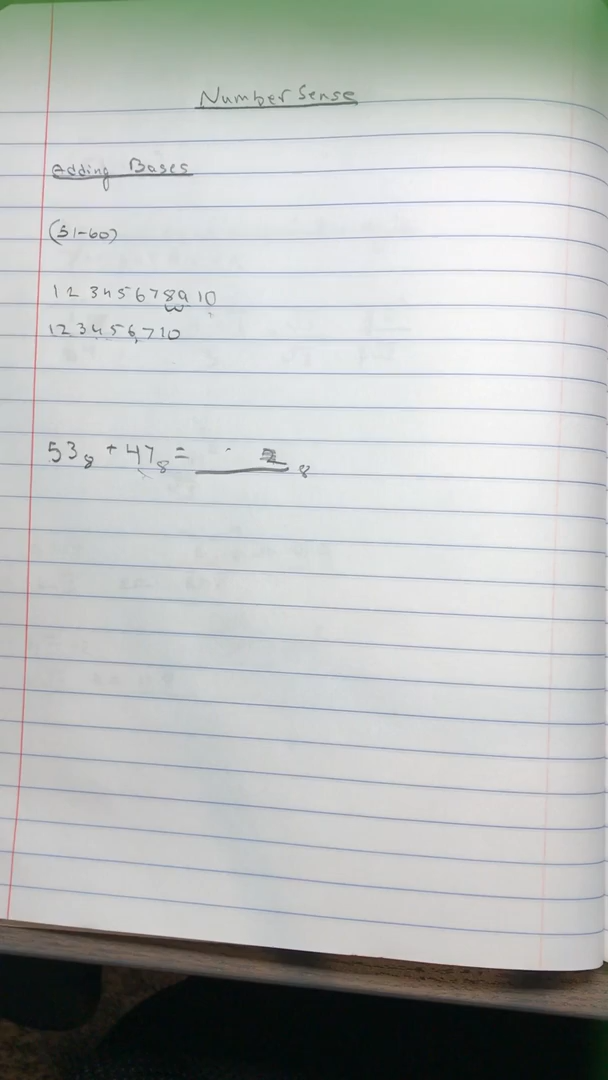 Number Sense
Adding Bases
(51-60)
1 2 3 4 5 6 7 8 9 10
1 2 3 4 5 6, 7 10
53₈ + 47₈ = 2₈